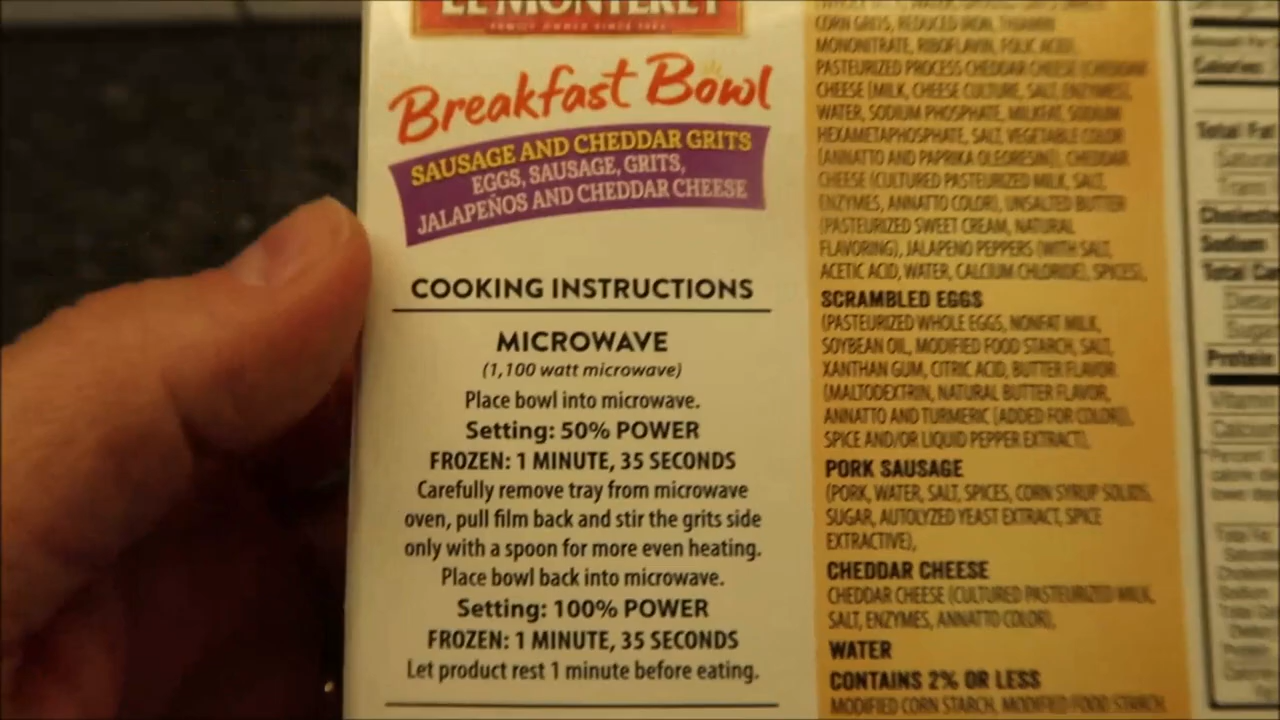 EL MONTEREY
FAMILY OWNED SINCE 1964
Breakfast Bowl
SAUSAGE AND CHEDDAR GRITS
EGGS, SAUSAGE, GRITS,
JALAPEÑOS AND CHEDDAR CHEESE
COOKING INSTRUCTIONS
MICROWAVE
(1,100 watt microwave)
Place bowl into microwave.
Setting: 50% POWER
FROZEN: 1 MINUTE, 35 SECONDS
Carefully remove tray from microwave
oven, pull film back and stir the grits side
only with a spoon for more even heating.
Place bowl back into microwave.
Setting: 100% POWER
FROZEN: 1 MINUTE, 35 SECONDS
Let product rest 1 minute before eating.
CORN GRITS, REDUCED IRON, THIAMIN
MONONITRATE, RIBOFLAVIN, FOLIC ACID),
PASTEURIZED PROCESS CHEDDAR CHEESE (CHEDDAR
CHEESE (MILK, CHEESE CULTURE, SALT, ENZYMES),
WATER, SODIUM PHOSPHATE, MILKFAT, SODIUM
HEXAMETAPHOSPHATE, SALT, VEGETABLE COLOR
(ANNATTO AND PAPRIKA OLEORESIN)), CHEDDAR
CHEESE (CULTURED PASTEURIZED MILK, SALT,
ENZYMES, ANNATTO COLOR), UNSALTED BUTTER
(PASTEURIZED SWEET CREAM, NATURAL
FLAVORING), JALAPENO PEPPERS (WITH SALT,
ACETIC ACID, WATER, CALCIUM CHLORIDE), SPICES),
SCRAMBLED EGGS
(PASTEURIZED WHOLE EGGS, NONFAT MILK,
SOYBEAN OIL, MODIFIED FOOD STARCH, SALT,
XANTHAN GUM, CITRIC ACID, BUTTER FLAVOR
(MALTODEXTRIN, NATURAL BUTTER FLAVOR,
ANNATTO AND TURMERIC (ADDED FOR COLOR)),
SPICE AND/OR LIQUID PEPPER EXTRACT),
PORK SAUSAGE
(PORK, WATER, SALT, SPICES, CORN SYRUP SOLIDS,
SUGAR, AUTOLYZED YEAST EXTRACT, SPICE
EXTRACTIVE),
CHEDDAR CHEESE
CHEDDAR CHEESE (CULTURED PASTEURIZED MILK,
SALT, ENZYMES, ANNATTO COLOR),
WATER
CONTAINS 2% OR LESS
MODIFIED CORN STARCH, MODIFIED FOOD STARCH
Calories
Total Fat
Sodium
Protein